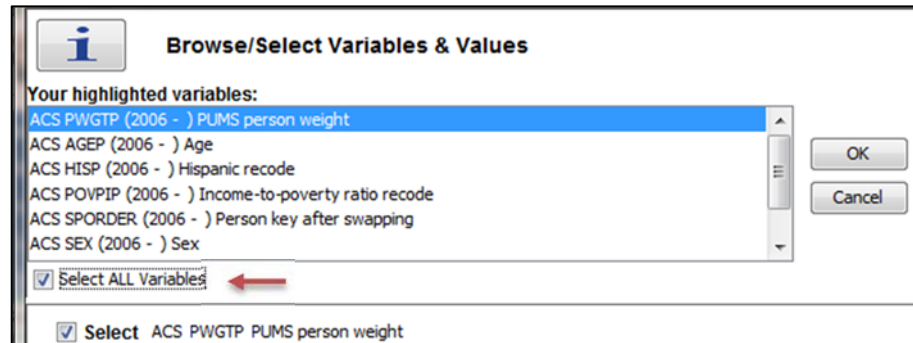 Browse/Select Variables & Values
Your highlighted variables:
ACS PWGTP (2006 - ) PUMS person weight
ACS AGEP (2006 - ) Age
ACS HISP (2006 - ) Hispanic recode
ACS POVPIP (2006 - ) Income-to-poverty ratio recode
ACS SPORDER (2006 - ) Person key after swapping
ACS SEX (2006 - ) Sex
OK
Cancel
Select ALL Variables
Select ACS PWGTP PUMS person weight